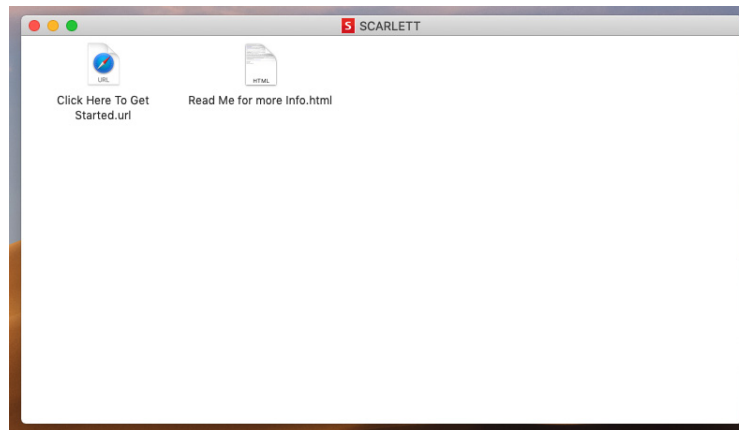 S SCARLETT
URL
HTML
Click Here To Get
Started.url
Read Me for more Info.html